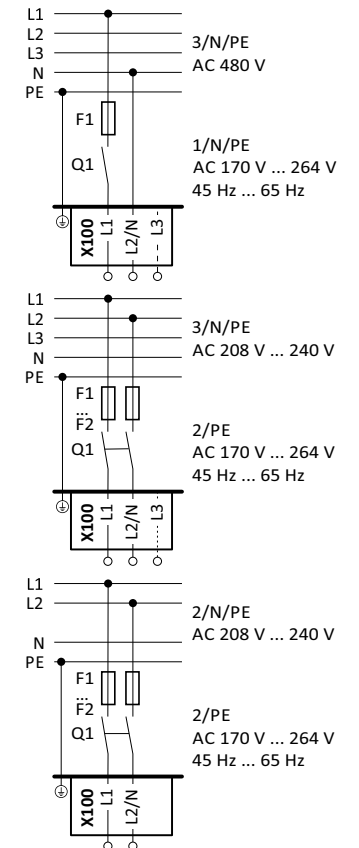 L1
L2
L3
N
PE
3/N/PE
AC 480 V
F1
Q1
1/N/PE
AC 170 V ... 264 V
45 Hz ... 65 Hz
X100
L1
L2/N
L3
L1
L2
L3
N
PE
3/N/PE
AC 208 V ... 240 V
F1
...
F2
Q1
2/PE
AC 170 V ... 264 V
45 Hz ... 65 Hz
X100
L1
L2/N
L3
L1
L2
N
PE
2/N/PE
AC 208 V ... 240 V
F1
...
F2
Q1
2/PE
AC 170 V ... 264 V
45 Hz ... 65 Hz
X100
L1
L2/N